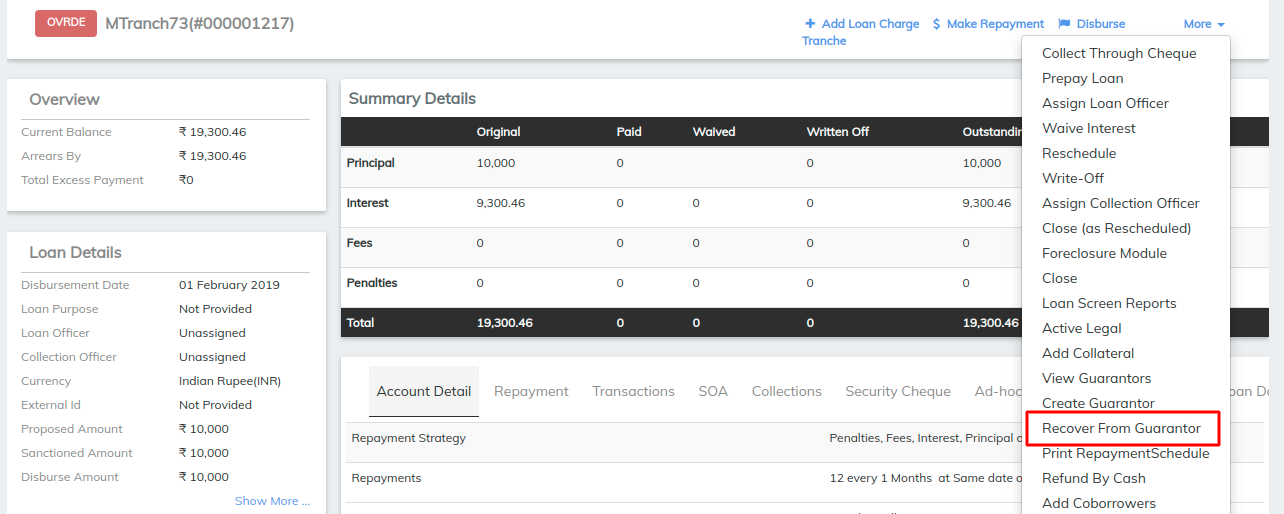 OVRDE MTranch73(#000001217)
Add Loan Charge $ Make Repayment Disburse More
Tranche
Collect Through Cheque
Prepay Loan
Assign Loan Officer
Waive Interest
Reschedule
Write-Off
Assign Collection Officer
Close (as Rescheduled)
Foreclosure Module
Close
Loan Screen Reports
Active Legal
Add Collateral
View Guarantors
Create Guarantor
Recover From Guarantor
Print RepaymentSchedule
Refund By Cash
Add Coborrowers
Overview
Current Balance ₹ 19,300.46
Arrears By ₹ 19,300.46
Total Excess Payment ₹0
Loan Details
Disbursement Date 01 February 2019
Loan Purpose Not Provided
Loan Officer Unassigned
Collection Officer Unassigned
Currency Indian Rupee(INR)
External Id Not Provided
Proposed Amount ₹ 10,000
Sanctioned Amount ₹ 10,000
Disburse Amount ₹ 10,000
Show More ...
Summary Details
Original Paid Waived Written Off Outstandin
Principal 10,000 0 0 10,000
Interest 9,300.46 0 0 0 9,300.46
Fees 0 0 0 0 0
Penalties 0 0 0 0 0
Total 19,300.46 0 0 0 19,300.46
Account Detail Repayment Transactions SOA Collections Security Cheque Ad-hoc oan D
Repayment Strategy Penalties, Fees, Interest, Principal o
Repayments 12 every 1 Months at Same date o